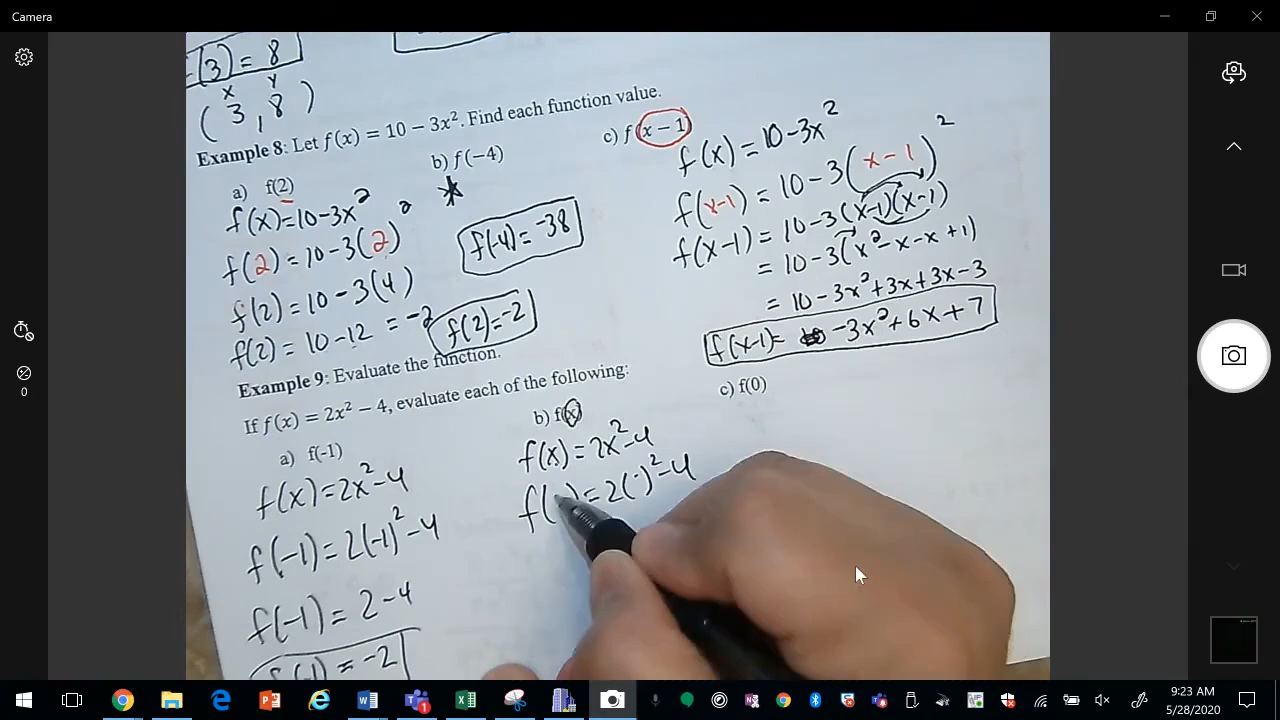 Camera
(3) = 8
x y
(3, 8)
Example 8: Let f(x) = 10 − 3x². Find each function value.
a) f(2)
f(x) = 10 - 3x²
f(2) = 10 - 3(2)²
f(2) = 10 - 3(4)
f(2) = 10 - 12 = -2
f(2) = -2
b) f(−4)
f(-4) = -38
c) f(x − 1)
f(x) = 10 - 3x²
f(x-1) = 10 - 3(x - 1)²
f(x-1) = 10 - 3(x-1)(x-1)
= 10 - 3(x² - x - x + 1)
= 10 - 3x² + 3x + 3x - 3
f(x-1) = -3x² + 6x + 7
Example 9: Evaluate the function.
If f(x) = 2x² − 4, evaluate each of the following:
a) f(-1)
f(x) = 2x² - 4
f(-1) = 2(-1)² - 4
f(-1) = 2 - 4
f(-1) = -2
b) f(x)
f(x) = 2x² - 4
f( ) = 2( )² - 4
c) f(0)
0
1
9:23 AM
5/28/2020